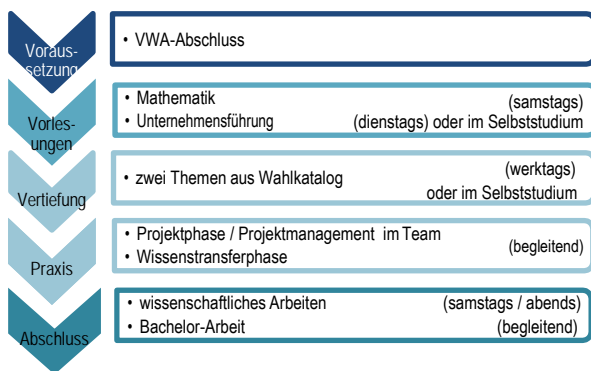 Voraus-
setzung
• VWA-Abschluss
Vorles-
ungen
• Mathematik (samstags)
• Unternehmensführung (dienstags) oder im Selbststudium
Vertiefung
• zwei Themen aus Wahlkatalog (werktags)
oder im Selbststudium
Praxis
• Projektphase / Projektmanagement im Team
• Wissenstransferphase (begleitend)
Abschluss
• wissenschaftliches Arbeiten (samstags / abends)
• Bachelor-Arbeit (begleitend)